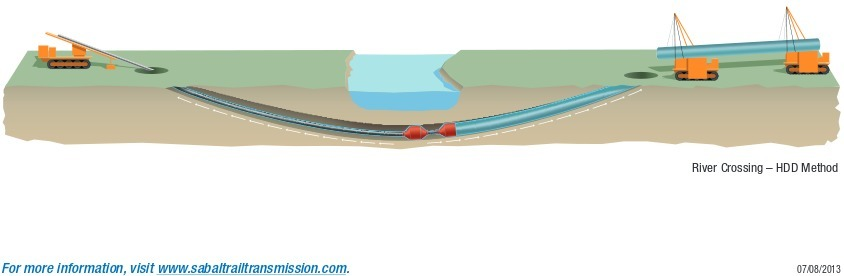 River Crossing – HDD Method
For more information, visit www.sabaltrailtransmission.com.
07/08/2013